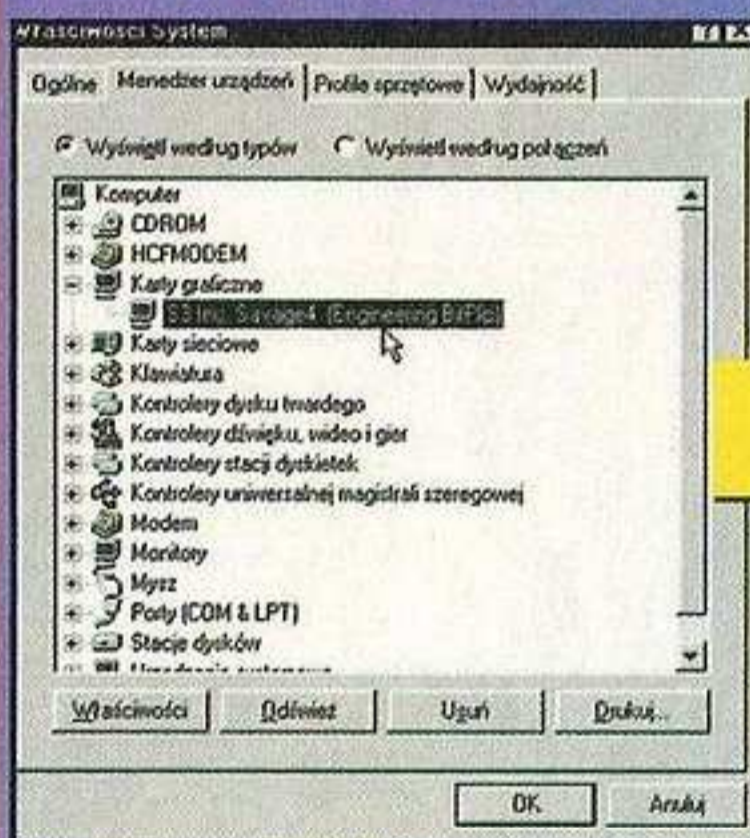 Właściwości System
Ogólne Menedżer urządzeń Profile sprzętowe Wydajność
Wyświetl według typów Wyświetl według połączeń
Komputer
CDROM
HCFMODEM
Karty graficzne
S3 Inc. Savage4 (Engineering
Karty sieciowe
Klawiatura
Kontrolery dysku twardego
Kontrolery dźwięku, wideo i gier
Kontrolery stacji dyskietek
Kontrolery uniwersalnej magistrali szeregowej
Modem
Monitory
Mysz
Porty (COM & LPT)
Stacje dysków
Właściwości Odśwież Usuń Drukuj...
OK Anuluj